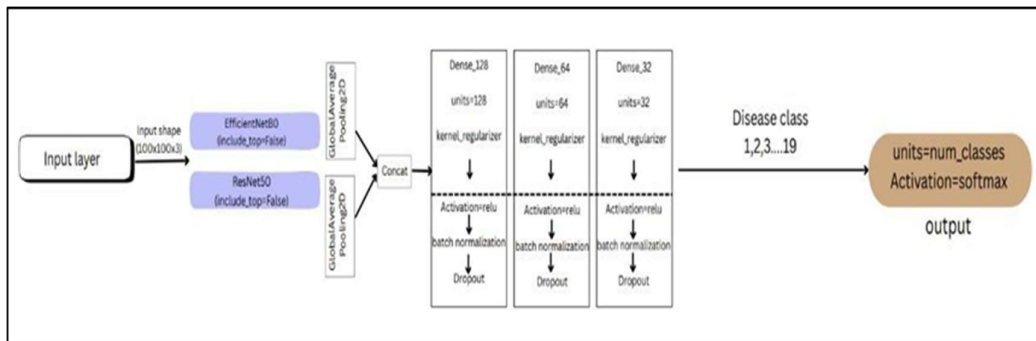 Input layer
Input shape
(100x100x3)
EfficientNetB0
(include_top=False)
ResNet50
(include_top=False)
GlobalAverage
Pooling2D
GlobalAverage
Pooling2D
Concat
Dense_128
units=128
kernel_regularizer
Activation=relu
batch normalization
Dropout
Dense_64
units=64
kernel_regularizer
Activation=relu
batch normalization
Dropout
Dense_32
units=32
kernel_regularizer
Activation=relu
batch normalization
Dropout
Disease class
1,2,3....19
units=num_classes
Activation=softmax
output